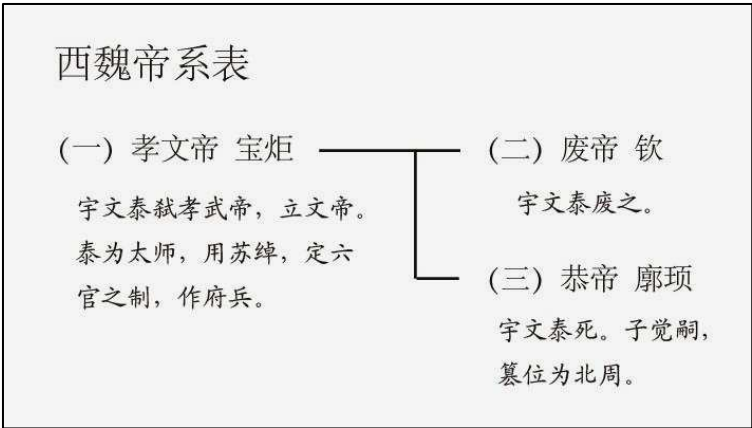 西魏帝系表
(一) 孝文帝 宝炬
宇文泰弑孝武帝，立文帝。
泰为太师，用苏绰，定六
官之制，作府兵。
(二) 废帝 钦
宇文泰废之。
(三) 恭帝 廓顼
宇文泰死。子觉嗣，
篡位为北周。